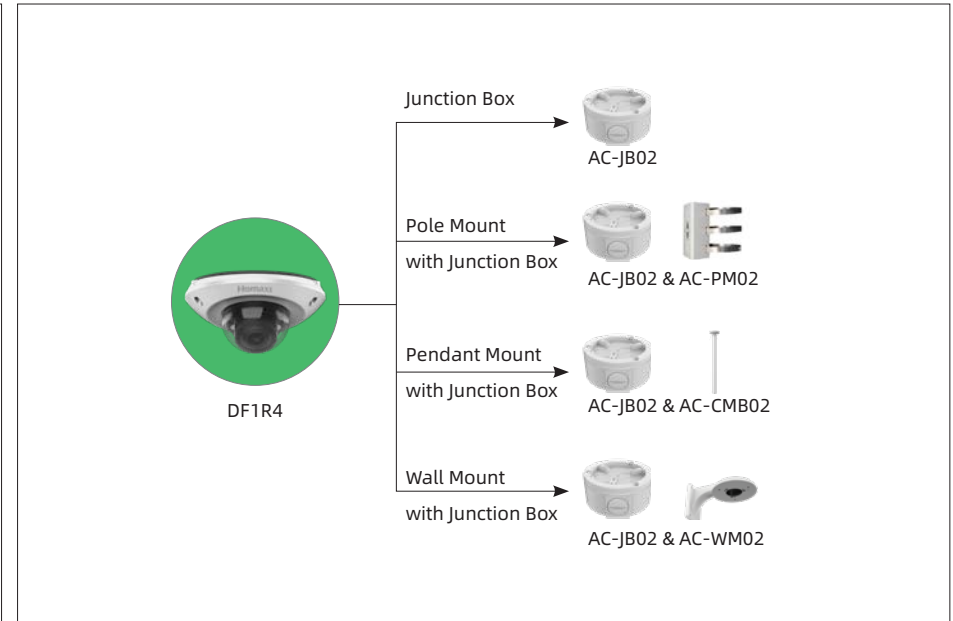 Junction Box
AC-JB02
Pole Mount
with Junction Box
AC-JB02 & AC-PM02
DF1R4
Pendant Mount
with Junction Box
AC-JB02 & AC-CMB02
Wall Mount
with Junction Box
AC-JB02 & AC-WM02